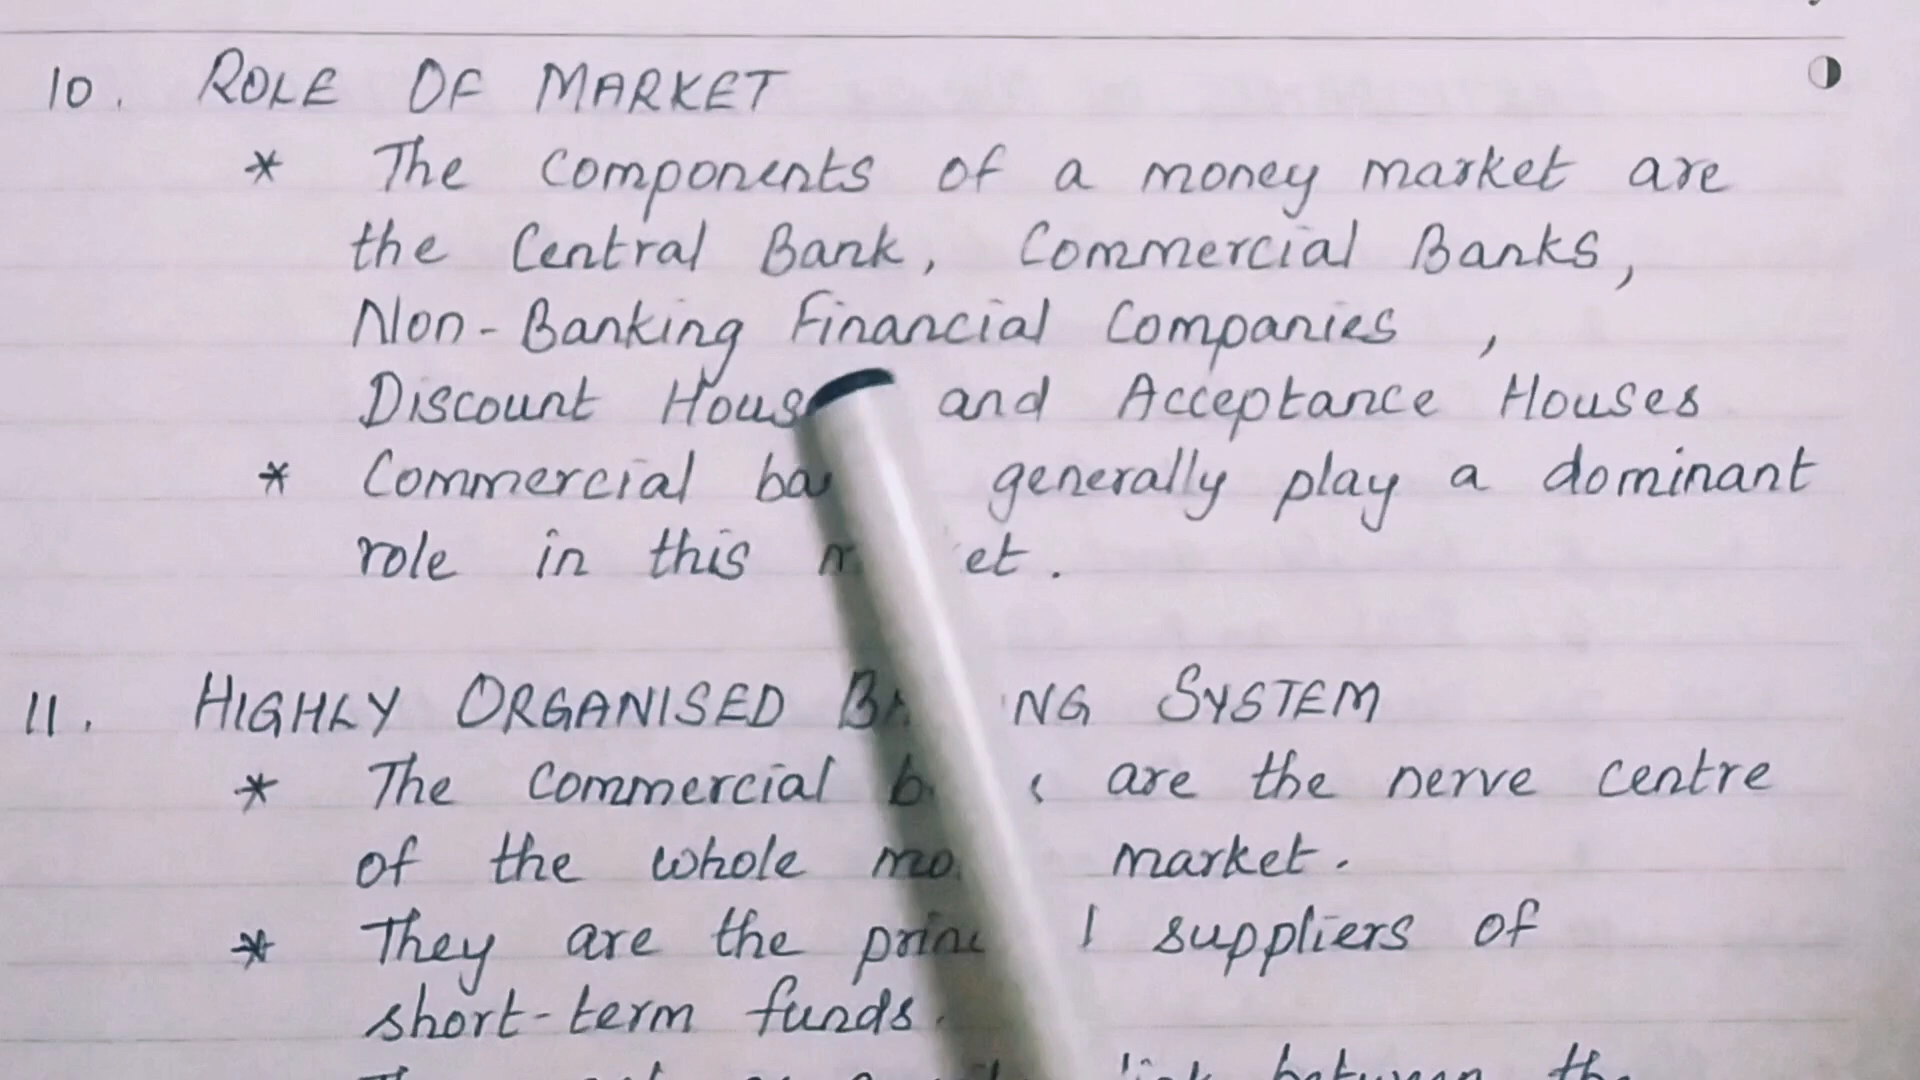 10. ROLE OF MARKET
* The components of a money market are
the Central Bank, Commercial Banks,
Non-Banking Financial Companies ,
Discount and Acceptance Houses
* Commercial generally play a dominant
role in this
11. HIGHLY ORGANISED SYSTEM
* The commercial are the nerve centre
of the whole market.
* They are the suppliers of
short-term funds.
between the